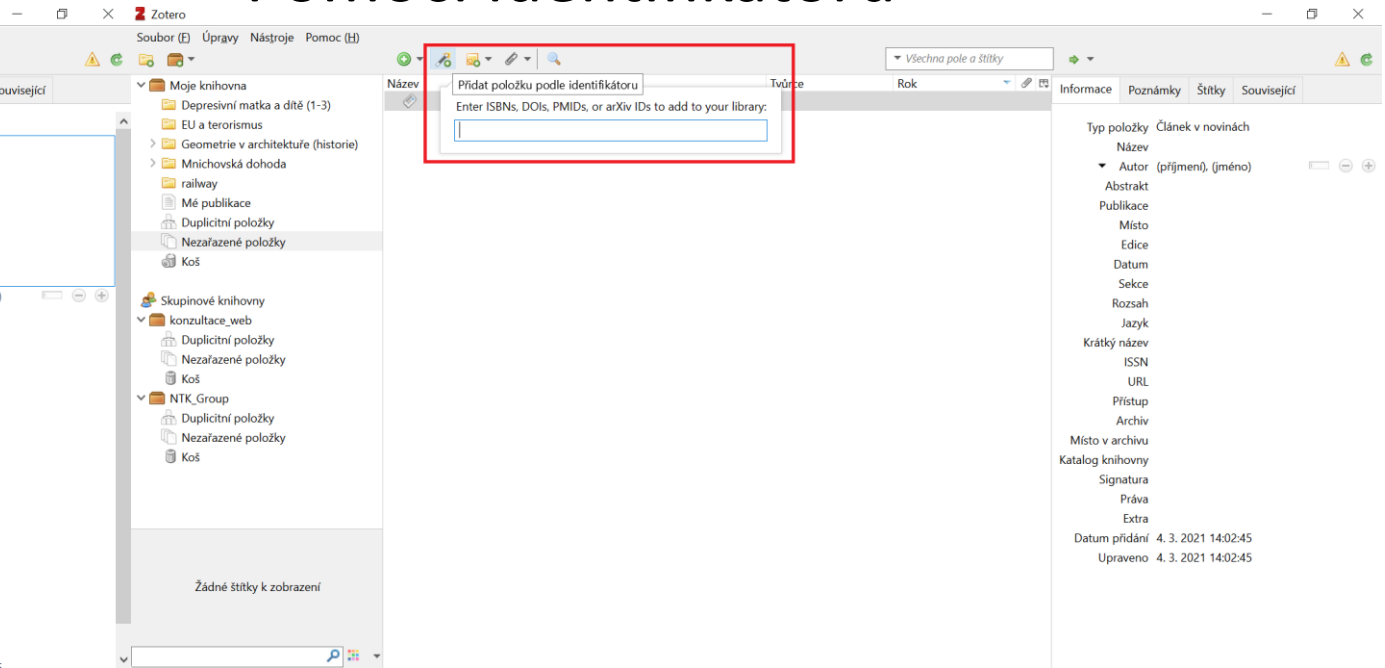 Pomocí identifikátorů
Zotero
Soubor (F) Úpravy Nástroje Pomoc (H)
Všechna pole a štítky
ouvisející
Moje knihovna
Depresivní matka a dítě (1-3)
EU a terorismus
Geometrie v architektuře (historie)
Mnichovská dohoda
railway
Mé publikace
Duplicitní položky
Nezařazené položky
Koš
Skupinové knihovny
konzultace_web
Duplicitní položky
Nezařazené položky
Koš
NTK_Group
Duplicitní položky
Nezařazené položky
Koš
Žádné štítky k zobrazení
Název Tvůrce Rok
Přidat položku podle identifikátoru
Enter ISBNs, DOIs, PMIDs, or arXiv IDs to add to your library:
Informace Poznámky Štítky Související
Typ položky Článek v novinách
Název
Autor (příjmení), (jméno)
Abstrakt
Publikace
Místo
Edice
Datum
Sekce
Rozsah
Jazyk
Krátký název
ISSN
URL
Přístup
Archiv
Místo v archivu
Katalog knihovny
Signatura
Práva
Extra
Datum přidání 4. 3. 2021 14:02:45
Upraveno 4. 3. 2021 14:02:45